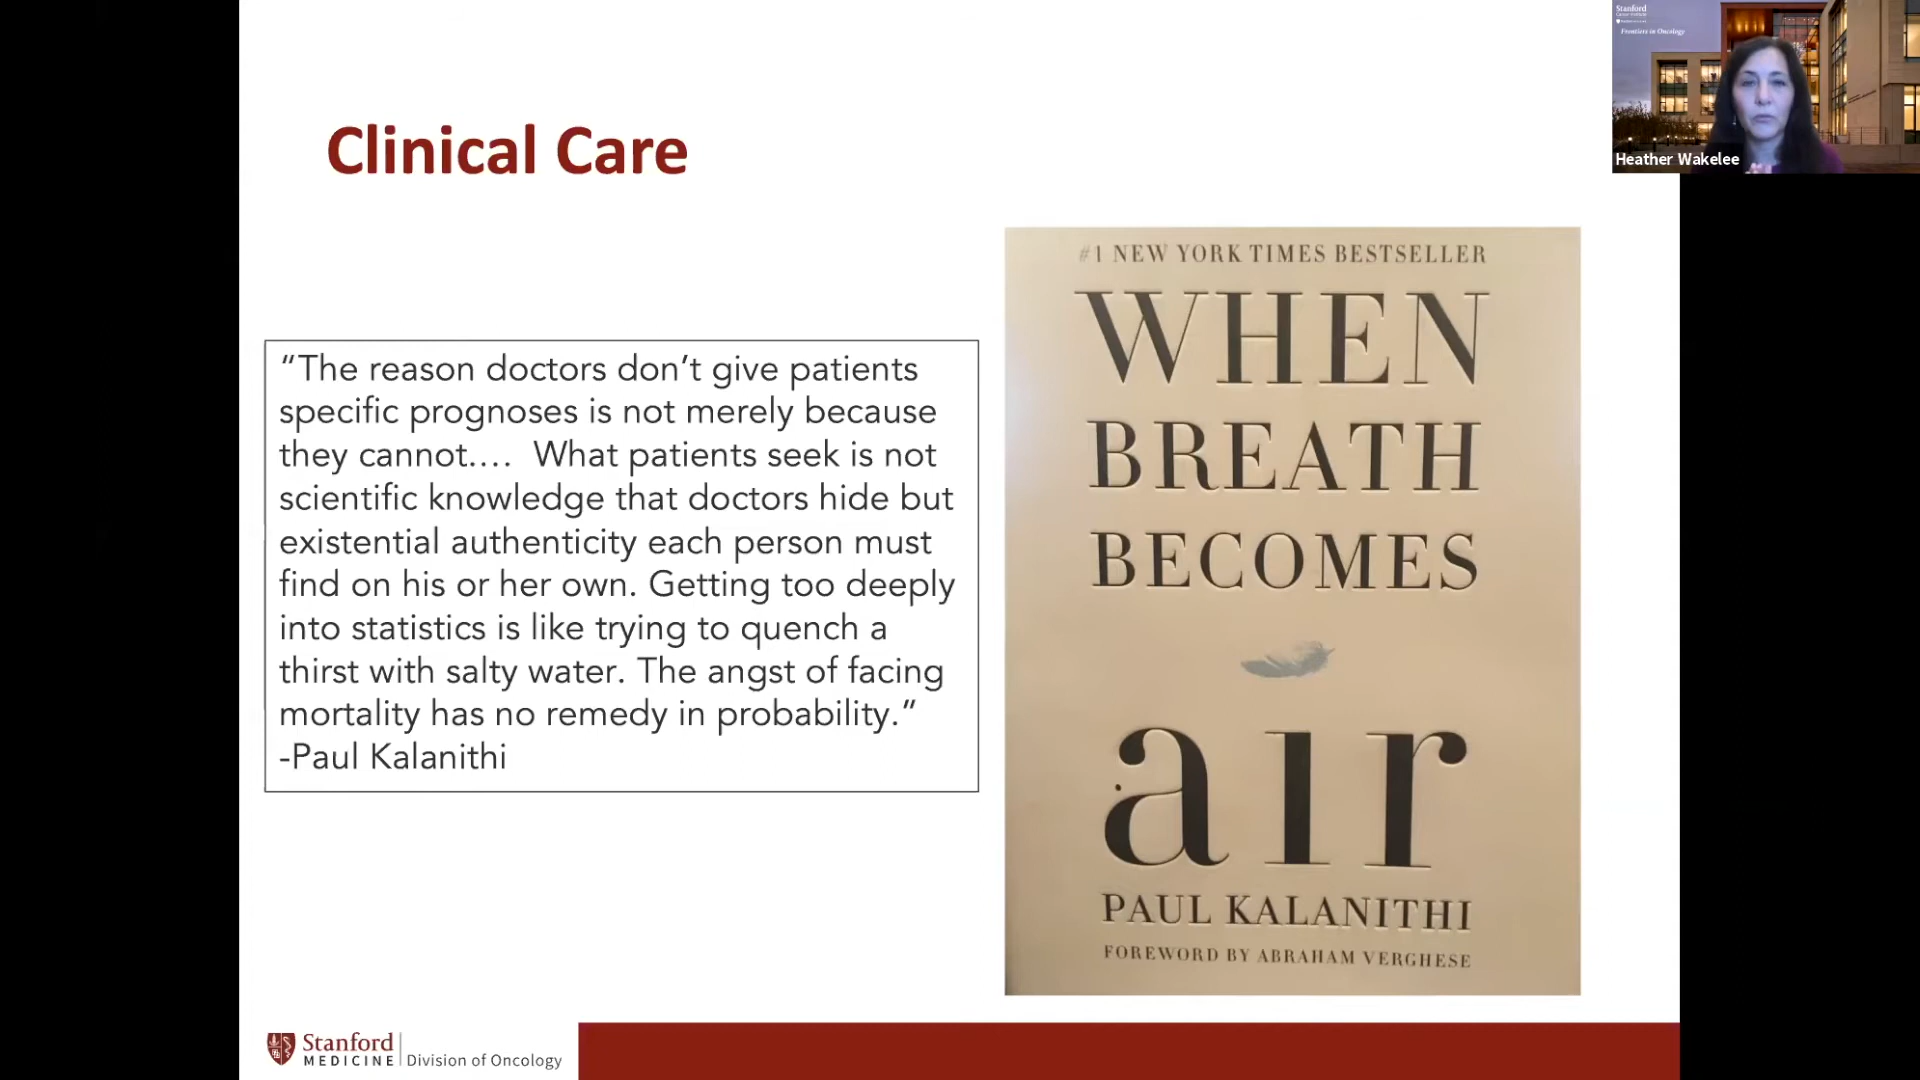 Clinical Care
“The reason doctors don’t give patients
specific prognoses is not merely because
they cannot.... What patients seek is not
scientific knowledge that doctors hide but
existential authenticity each person must
find on his or her own. Getting too deeply
into statistics is like trying to quench a
thirst with salty water. The angst of facing
mortality has no remedy in probability.”
-Paul Kalanithi
#1 NEW YORK TIMES BESTSELLER
WHEN
BREATH
BECOMES
air
PAUL KALANITHI
FOREWORD BY ABRAHAM VERGHESE
Stanford
MEDICINE
Division of Oncology
Stanford
Frontiers in Oncology
Heather Wakelee